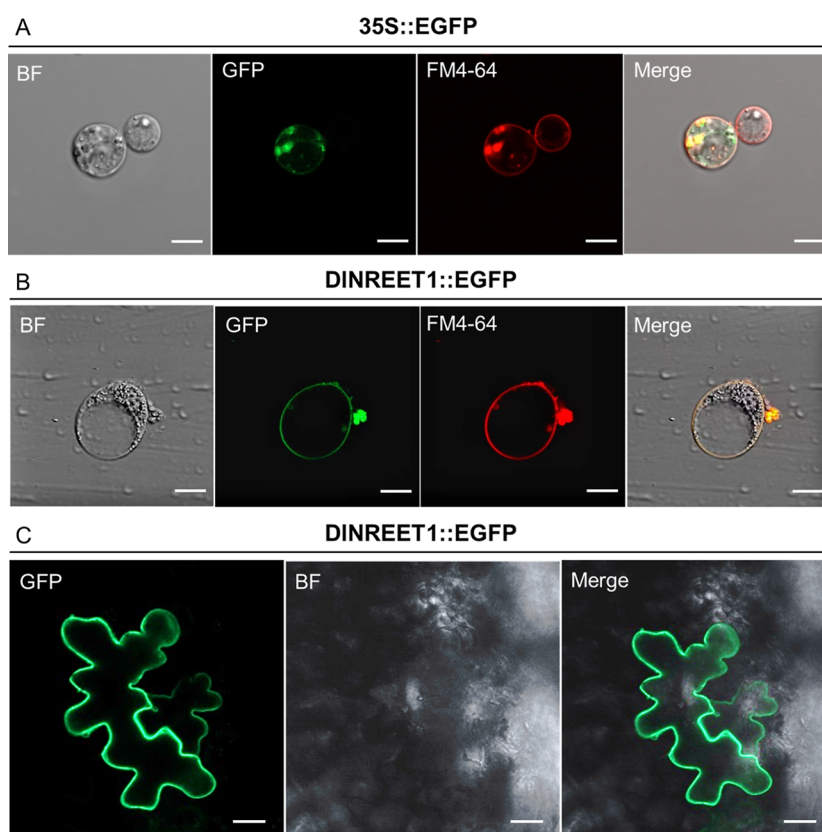 A
35S::EGFP
BF GFP FM4-64 Merge
B
DINREET1::EGFP
BF GFP FM4-64 Merge
C
DINREET1::EGFP
GFP BF Merge